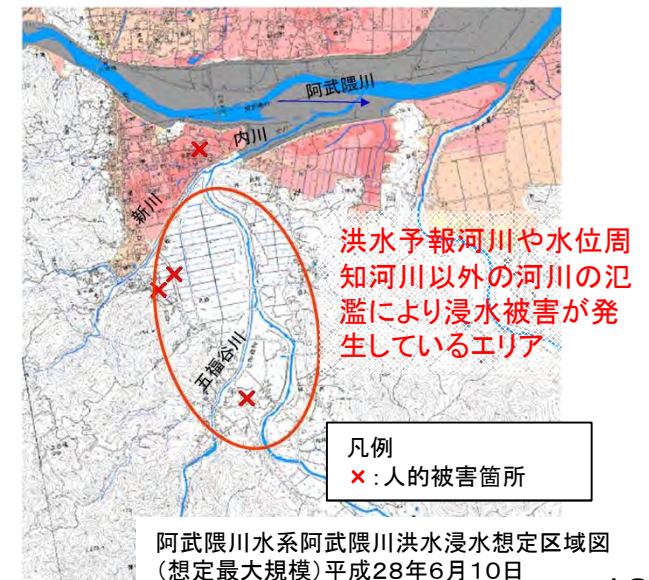 阿武隈川
内川
新川
洪水予報河川や水位周
知河川以外の河川の氾
濫により浸水被害が発
生しているエリア
五福谷川
凡例
×:人的被害箇所
阿武隈川水系阿武隈川洪水浸水想定区域図
(想定最大規模)平成28年6月10日